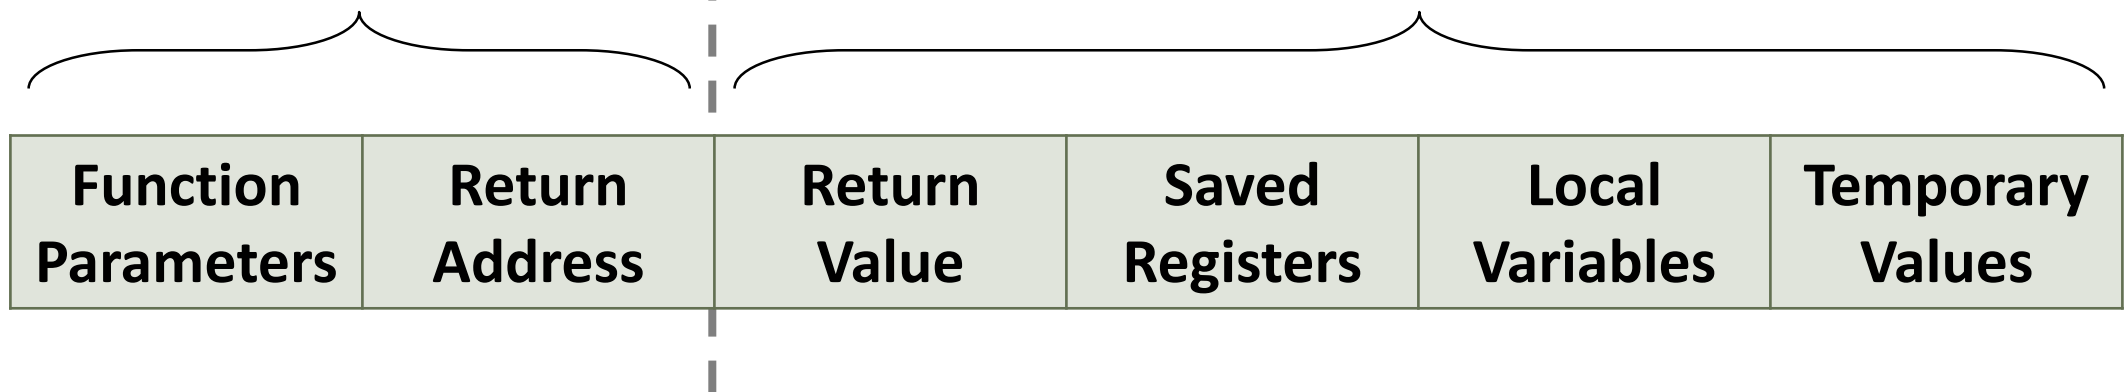 Function Parameters
Return Address
Return Value
Saved Registers
Local Variables
Temporary Values